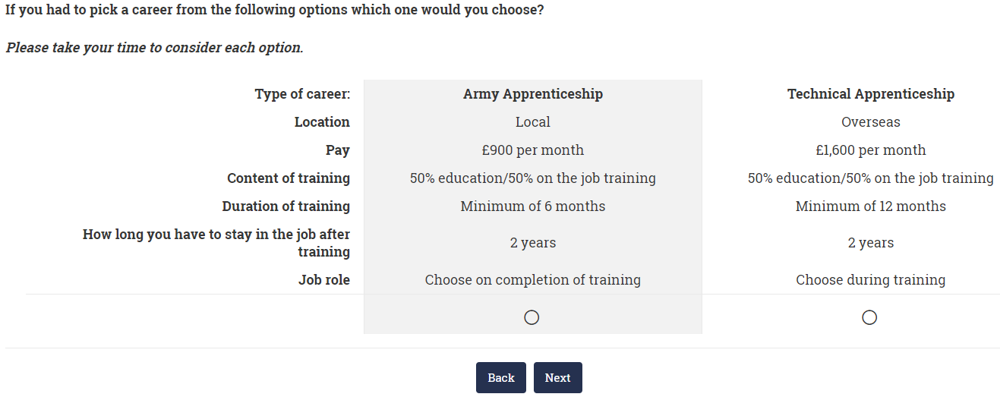 If you had to pick a career from the following options which one would you choose?
Please take your time to consider each option.
Type of career: Army Apprenticeship Technical Apprenticeship
Location Local Overseas
Pay £900 per month £1,600 per month
Content of training 50% education/50% on the job training 50% education/50% on the job training
Duration of training Minimum of 6 months Minimum of 12 months
How long you have to stay in the job after
training 2 years 2 years
Job role Choose on completion of training Choose during training
Back Next